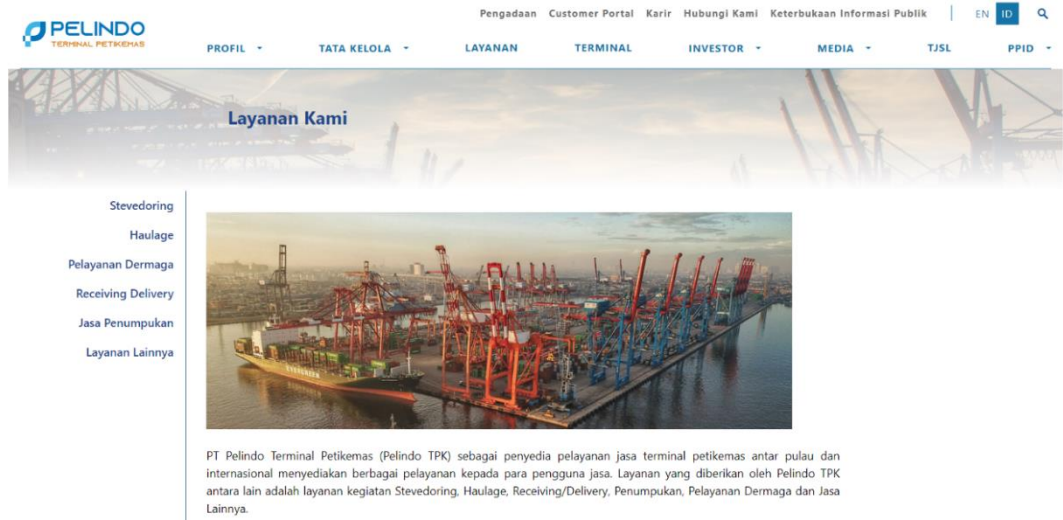 Pengadaan Customer Portal Karir Hubungi Kami Keterbukaan Informasi Publik EN ID
PELINDO
TERMINAL PETIKEMAS
PROFIL TATA KELOLA LAYANAN TERMINAL INVESTOR MEDIA TJSL PPID
Layanan Kami
Stevedoring
Haulage
Pelayanan Dermaga
Receiving Delivery
Jasa Penumpukan
Layanan Lainnya
EVERGREEN
PT Pelindo Terminal Petikemas (Pelindo TPK) sebagai penyedia pelayanan jasa terminal petikemas antar pulau dan
internasional menyediakan berbagai pelayanan kepada para pengguna jasa. Layanan yang diberikan oleh Pelindo TPK
antara lain adalah layanan kegiatan Stevedoring, Haulage, Receiving/Delivery, Penumpukan, Pelayanan Dermaga dan Jasa
Lainnya.